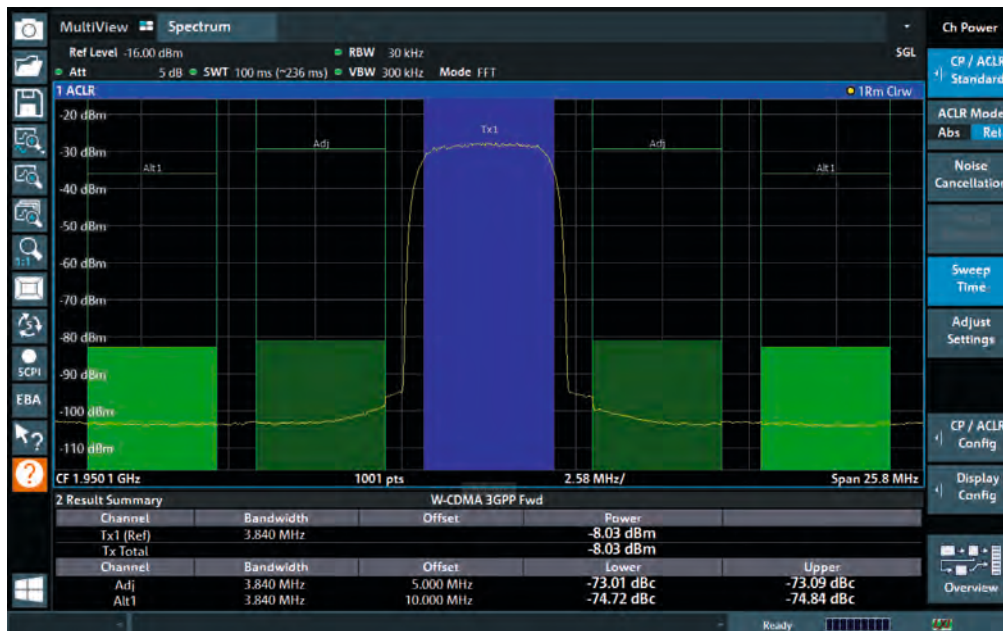 MultiView Spectrum
Ref Level -16.00 dBm RBW 30 kHz SGL
Att 5 dB SWT 100 ms (~236 ms) VBW 300 kHz Mode FFT
1 ACLR 1Rm Clrw
-20 dBm
Tx1
Adj Adj
-30 dBm
Alt1 Alt1
-40 dBm
-50 dBm
-60 dBm
-70 dBm
-80 dBm
-90 dBm
-100 dBm
-110 dBm
CF 1.950 1 GHz 1001 pts 2.58 MHz/ Span 25.8 MHz
2 Result Summary W-CDMA 3GPP Fwd
Channel Bandwidth Offset Power
Tx1 (Ref) 3.840 MHz -8.03 dBm
Tx Total -8.03 dBm
Channel Bandwidth Offset Lower Upper
Adj 3.840 MHz 5.000 MHz -73.01 dBc -73.09 dBc
Alt1 3.840 MHz 10.000 MHz -74.72 dBc -74.84 dBc
Ready
1:1
SCPI
EBA
?
?
Ch Power
CP / ACLR
Standard
ACLR Mode
Abs Rel
Noise
Cancellation
Sweep
Time
Adjust
Settings
CP / ACLR
Config
Display
Config
Overview